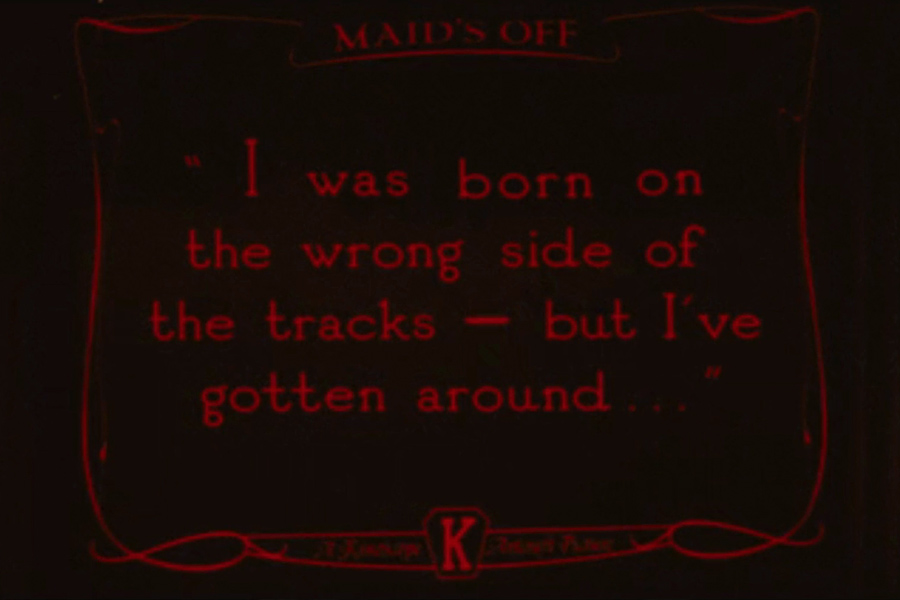 MAID'S OFF
" I was born on
the wrong side of
the tracks — but I've
gotten around . . . "
K